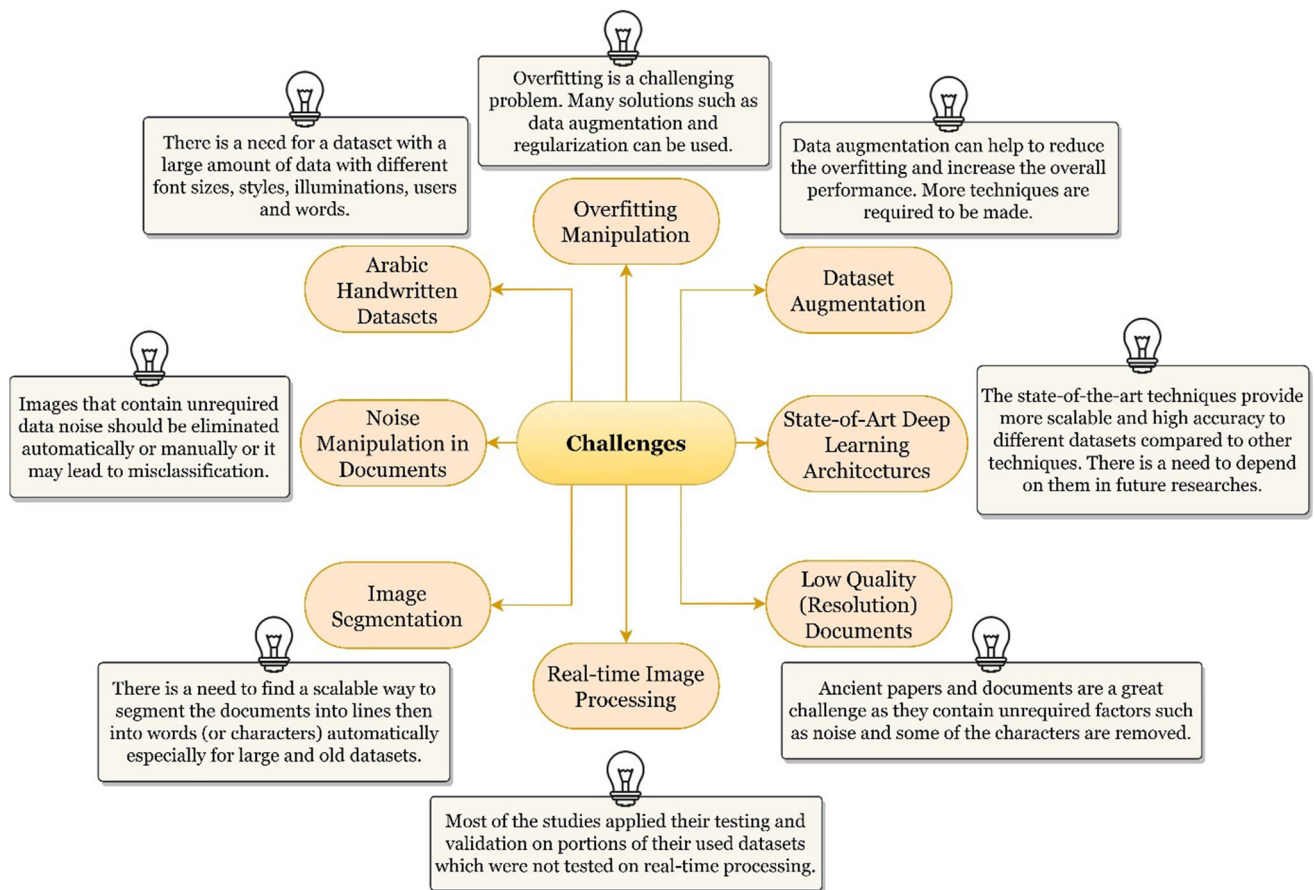 Overfitting is a challenging
problem. Many solutions such as
data augmentation and
regularization can be used.
There is a need for a dataset with a
large amount of data with different
font sizes, styles, illuminations, users
and words.
Data augmentation can help to reduce
the overfitting and increase the overall
performance. More techniques are
required to be made.
Overfitting
Manipulation
Arabic
Handwritten
Datasets
Dataset
Augmentation
Images that contain unrequired
data noise should be eliminated
automatically or manually or it
may lead to misclassification.
Noise
Manipulation in
Documents
Challenges
State-of-Art Deep
Learning
Architectures
The state-of-the-art techniques provide
more scalable and high accuracy to
different datasets compared to other
techniques. There is a need to depend
on them in future researches.
Image
Segmentation
Low Quality
(Resolution)
Documents
Real-time Image
Processing
There is a need to find a scalable way to
segment the documents into lines then
into words (or characters) automatically
especially for large and old datasets.
Ancient papers and documents are a great
challenge as they contain unrequired factors such
as noise and some of the characters are removed.
Most of the studies applied their testing and
validation on portions of their used datasets
which were not tested on real-time processing.